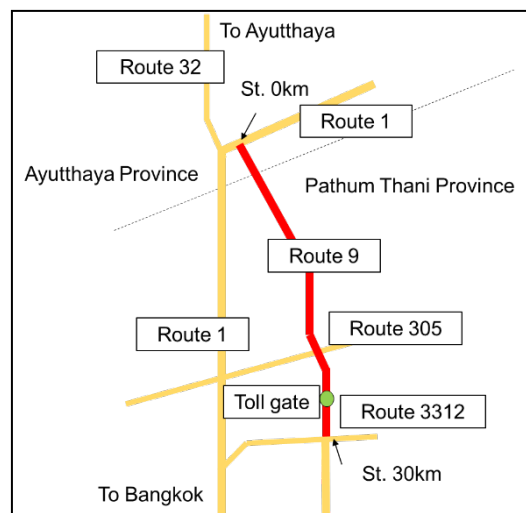 To Ayutthaya
Route 32
St. 0km
Route 1
Ayutthaya Province
Pathum Thani Province
Route 9
Route 1
Route 305
Toll gate
Route 3312
St. 30km
To Bangkok